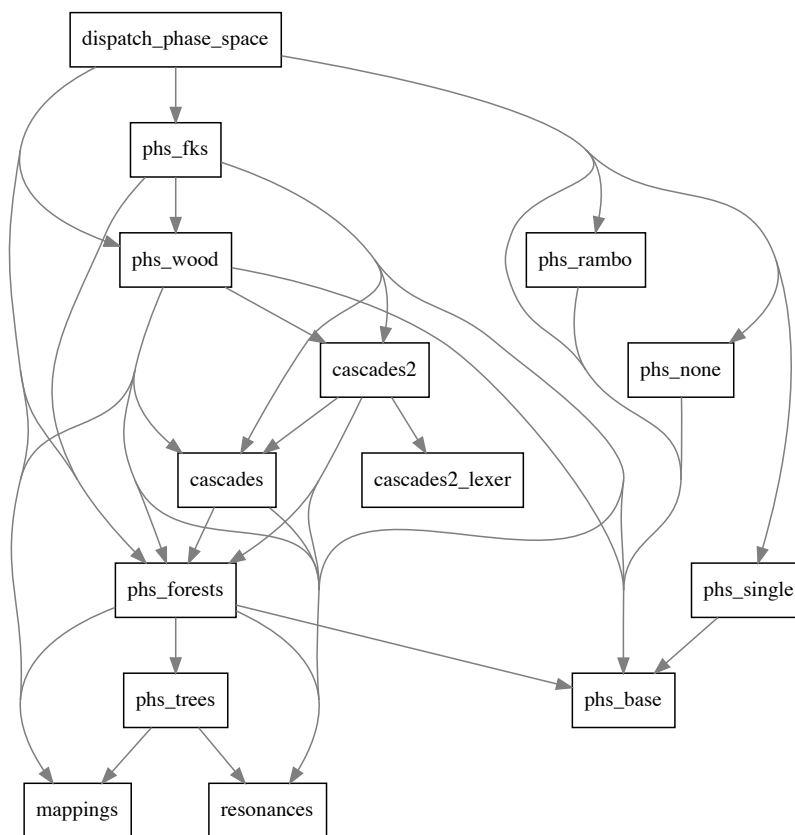 dispatch_phase_space
phs_fks
phs_wood
phs_rambo
cascades2
phs_none
cascades
cascades2_lexer
phs_forests
phs_single
phs_trees
phs_base
mappings
resonances